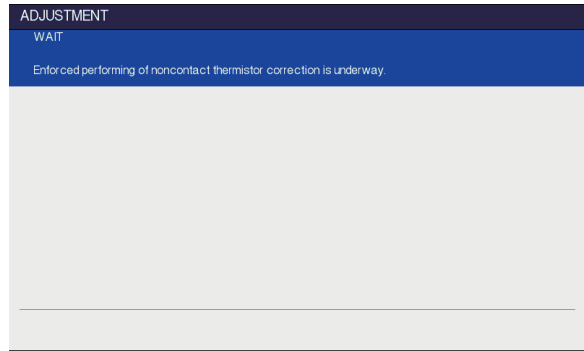 ADJUSTMENT
WAIT
Enforced performing of noncontact thermistor correction is underway.